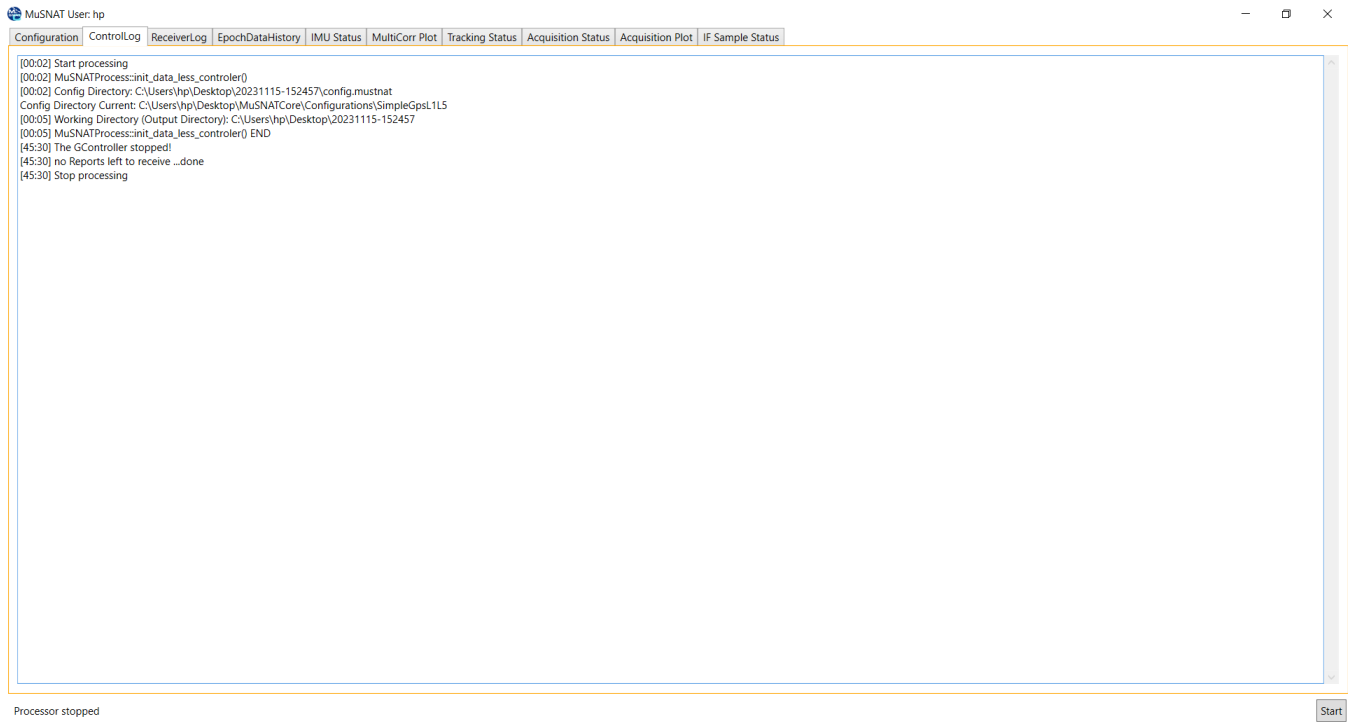 MuSNAT User: hp
Configuration ControlLog ReceiverLog EpochDataHistory IMU Status MultiCorr Plot Tracking Status Acquisition Status Acquisition Plot IF Sample Status
[00:02] Start processing
[00:02] MuSNATProcess::init_data_less_controler()
[00:02] Config Directory: C:\Users\hp\Desktop\20231115-152457\config.mustnat
Config Directory Current: C:\Users\hp\Desktop\MuSNATCore\Configurations\SimpleGpsL1L5
[00:05] Working Directory (Output Directory): C:\Users\hp\Desktop\20231115-152457
[00:05] MuSNATProcess::init_data_less_controler() END
[45:30] The GController stopped!
[45:30] no Reports left to receive ...done
[45:30] Stop processing
Processor stopped
Start